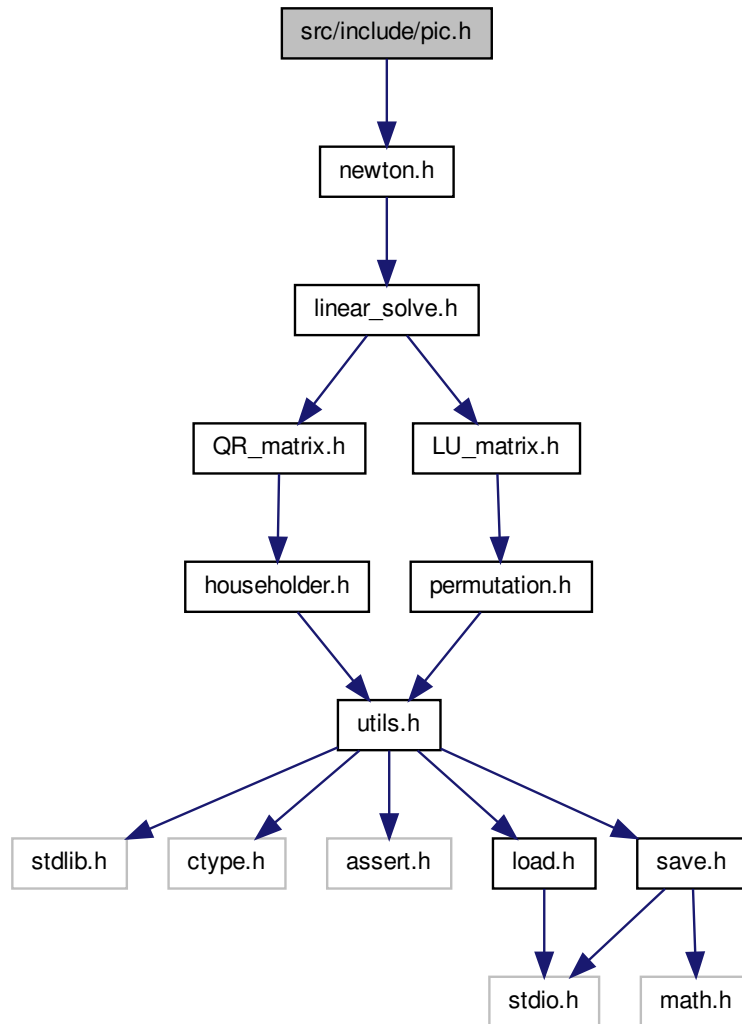 src/include/pic.h
newton.h
linear_solve.h
QR_matrix.h
LU_matrix.h
householder.h
permutation.h
utils.h
stdlib.h
ctype.h
assert.h
load.h
save.h
stdio.h
math.h